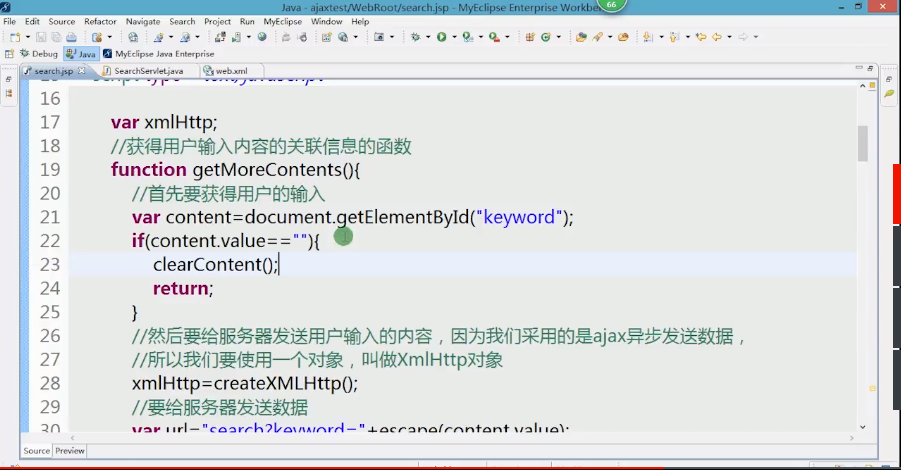 Java - ajaxtest/WebRoot/search.jsp - MyEclipse Enterprise Workbe
66
File Edit Source Refactor Navigate Search Project Run MyEclipse Window Help
Debug Java MyEclipse Java Enterprise
search.jsp SearchServlet.java web.xml
16
17 var xmlHttp;
18 //获得用户输入内容的关联信息的函数
19 function getMoreContents(){
20 //首先要获得用户的输入
21 var content=document.getElementById("keyword");
22 if(content.value==""){
23 clearContent();
24 return;
25 }
26 //然后要给服务器发送用户输入的内容，因为我们采用的是ajax异步发送数据，
27 //所以我们要使用一个对象，叫做XmlHttp对象
28 xmlHttp=createXMLHttp();
29 //要给服务器发送数据
30 var url="search?keyword="+escape(content.value);
Source Preview